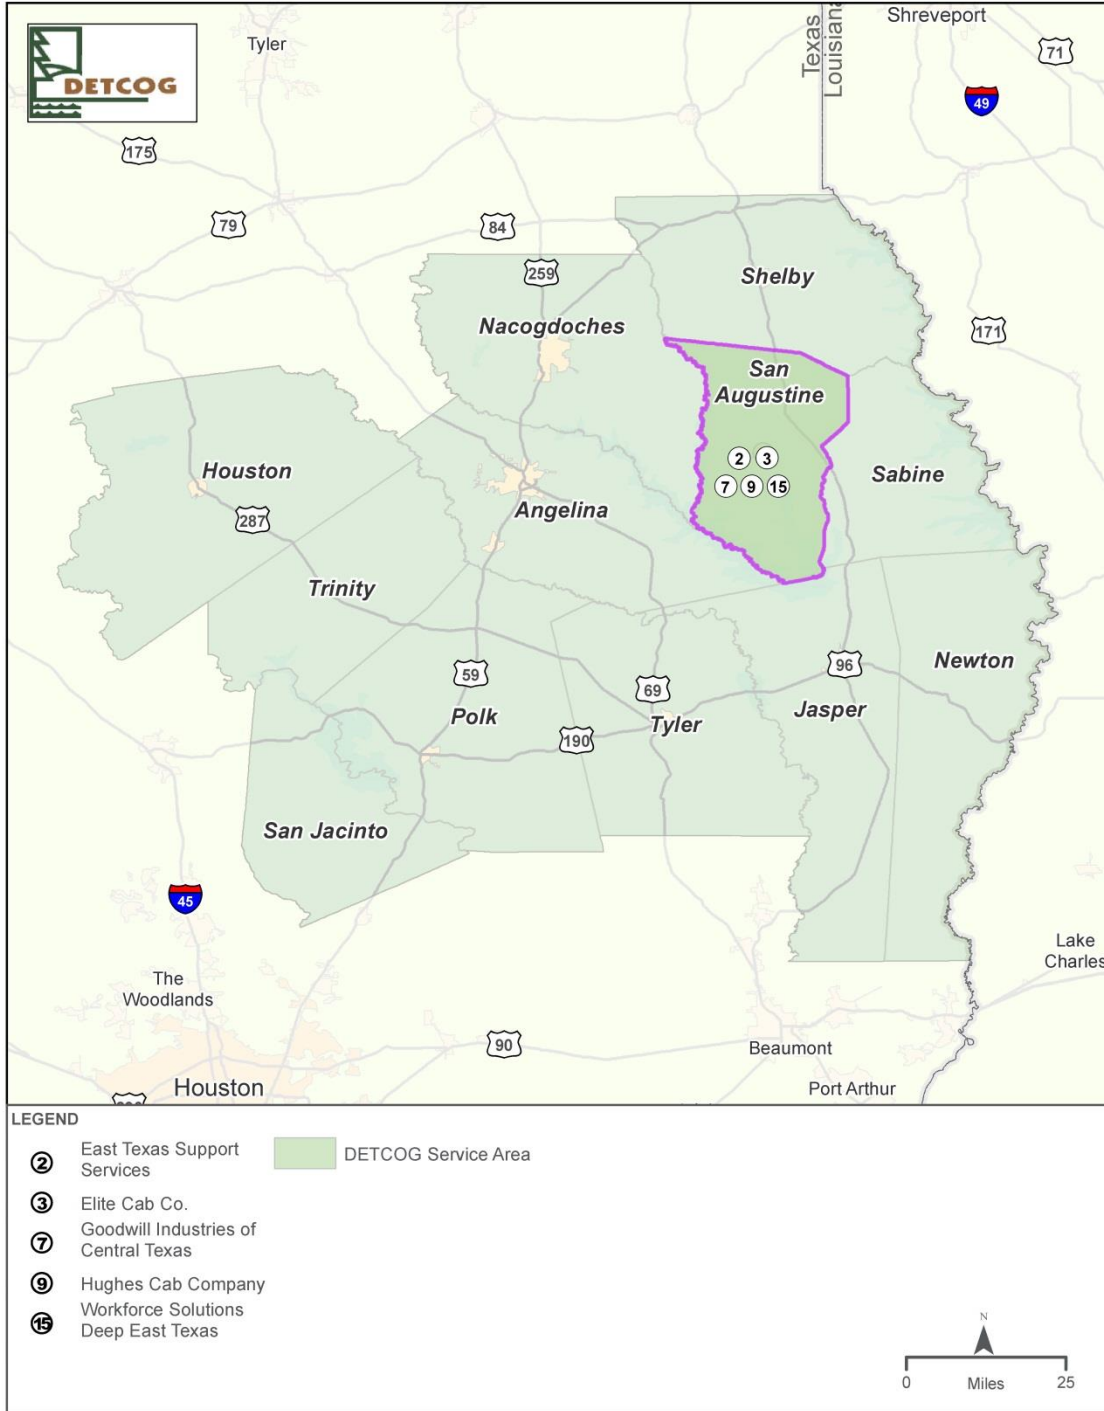 Shreveport
Tyler
Texas
Louisiana
71
DETCOG
49
175
79
84
259
Shelby
Nacogdoches
171
San
Augustine
2
3
Houston
Sabine
7
9
15
Angelina
287
Trinity
59
96
Newton
69
Polk
Tyler
Jasper
190
San Jacinto
45
Lake
Charles
The
Woodlands
90
Beaumont
Houston
Port Arthur
LEGEND
2 East Texas Support
Services
DETCOG Service Area
3 Elite Cab Co.
7 Goodwill Industries of
Central Texas
9 Hughes Cab Company
15 Workforce Solutions
Deep East Texas
N
0 Miles 25